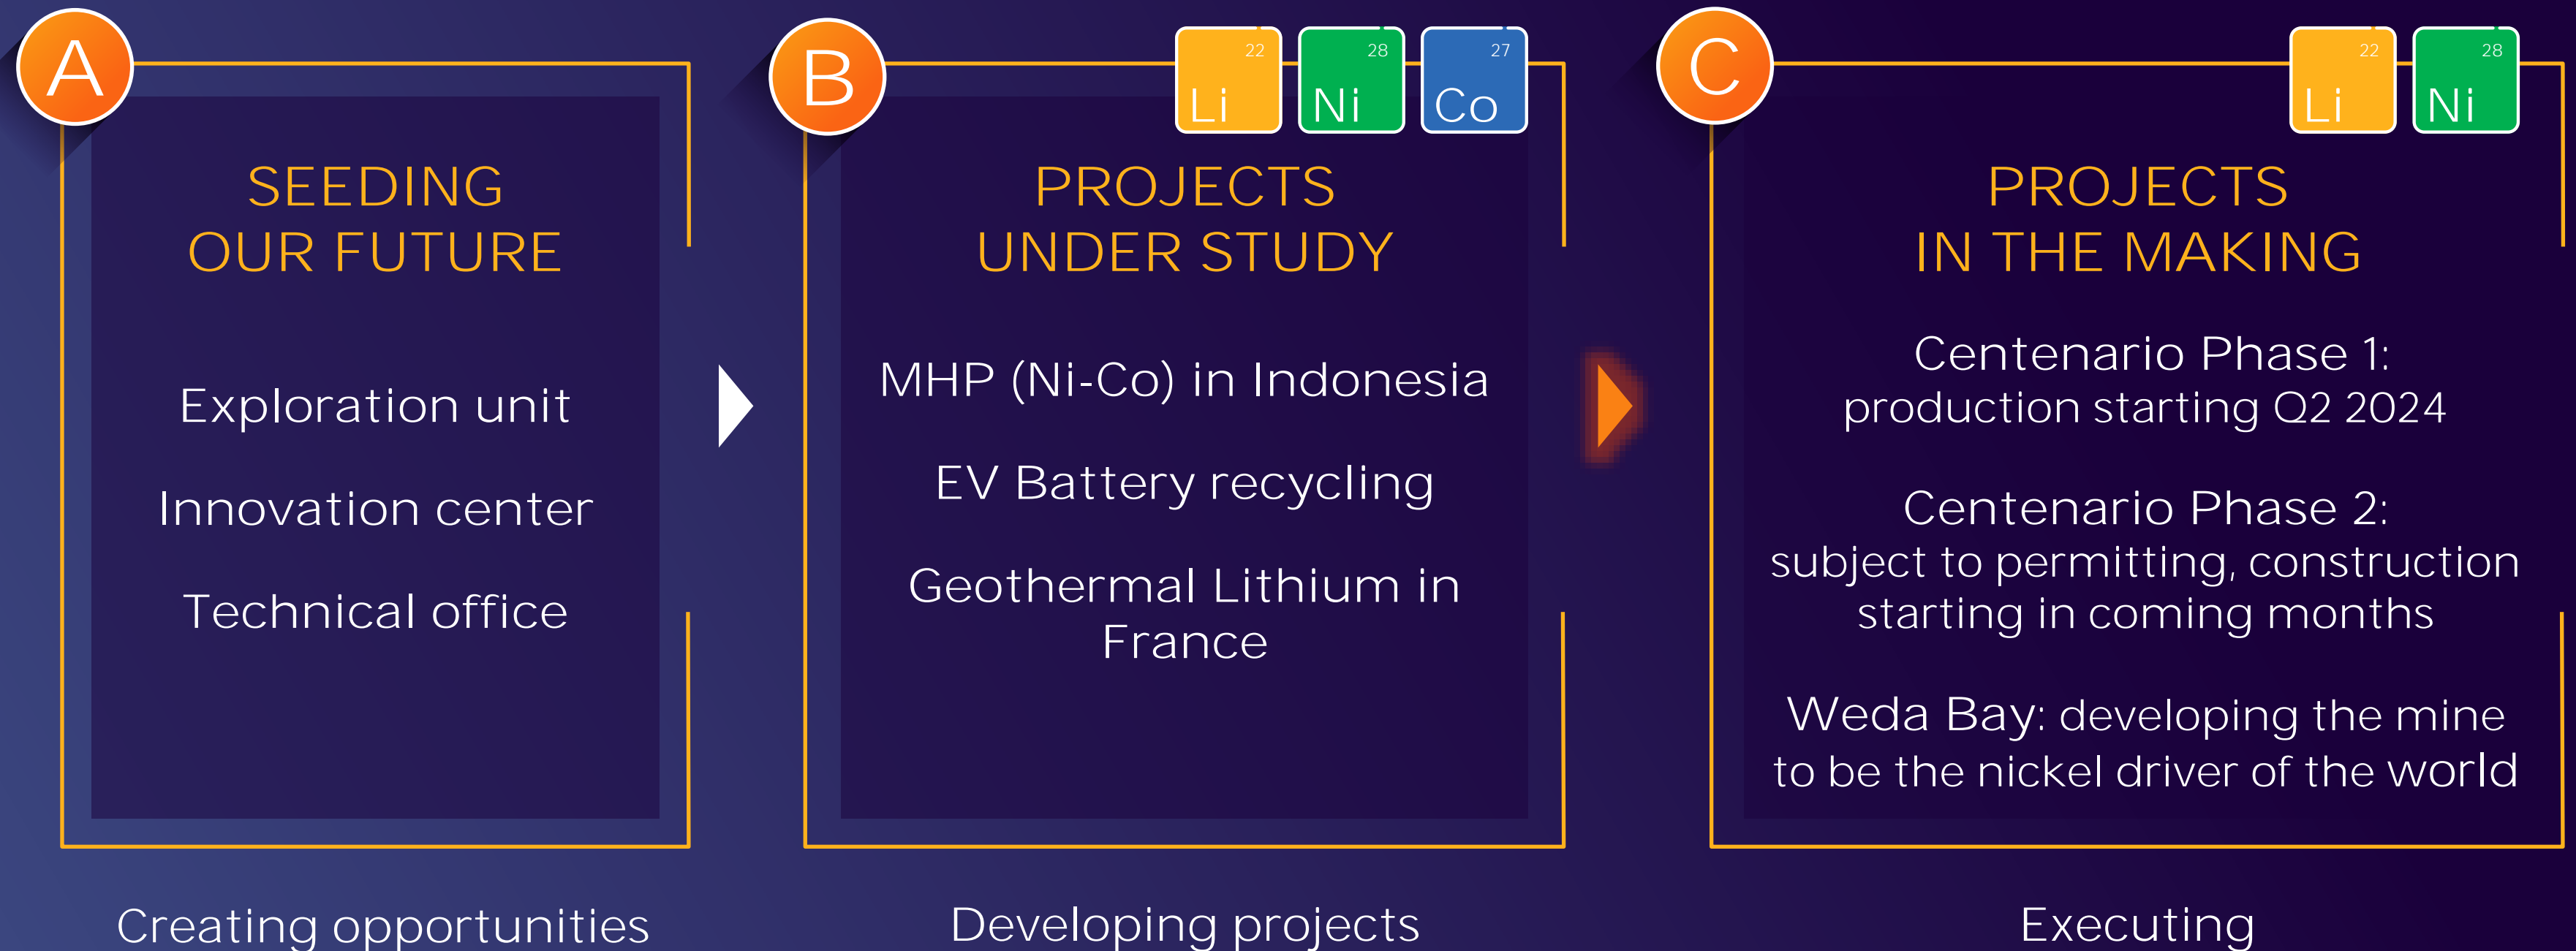 A
SEEDING
OUR FUTURE
Exploration unit
Innovation center
Technical office
Creating opportunities
B
22
Li
28
Ni
27
Co
PROJECTS
UNDER STUDY
MHP (Ni-Co) in Indonesia
EV Battery recycling
Geothermal Lithium in
France
Developing projects
C
22
Li
28
Ni
PROJECTS
IN THE MAKING
Centenario Phase 1:
production starting Q2 2024
Centenario Phase 2:
subject to permitting, construction
starting in coming months
Weda Bay: developing the mine
to be the nickel driver of the world
Executing